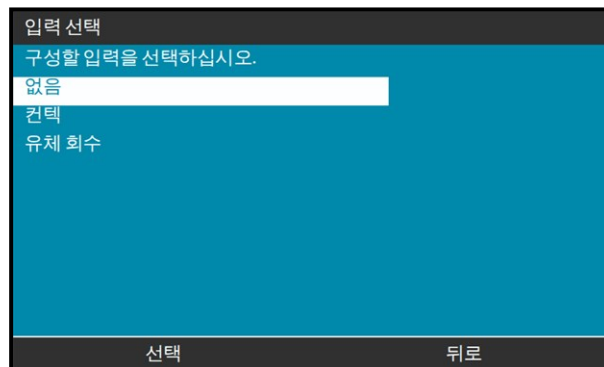 입력 선택
구성할 입력을 선택하십시오.
없음
컨텍
유체 회수
선택 뒤로